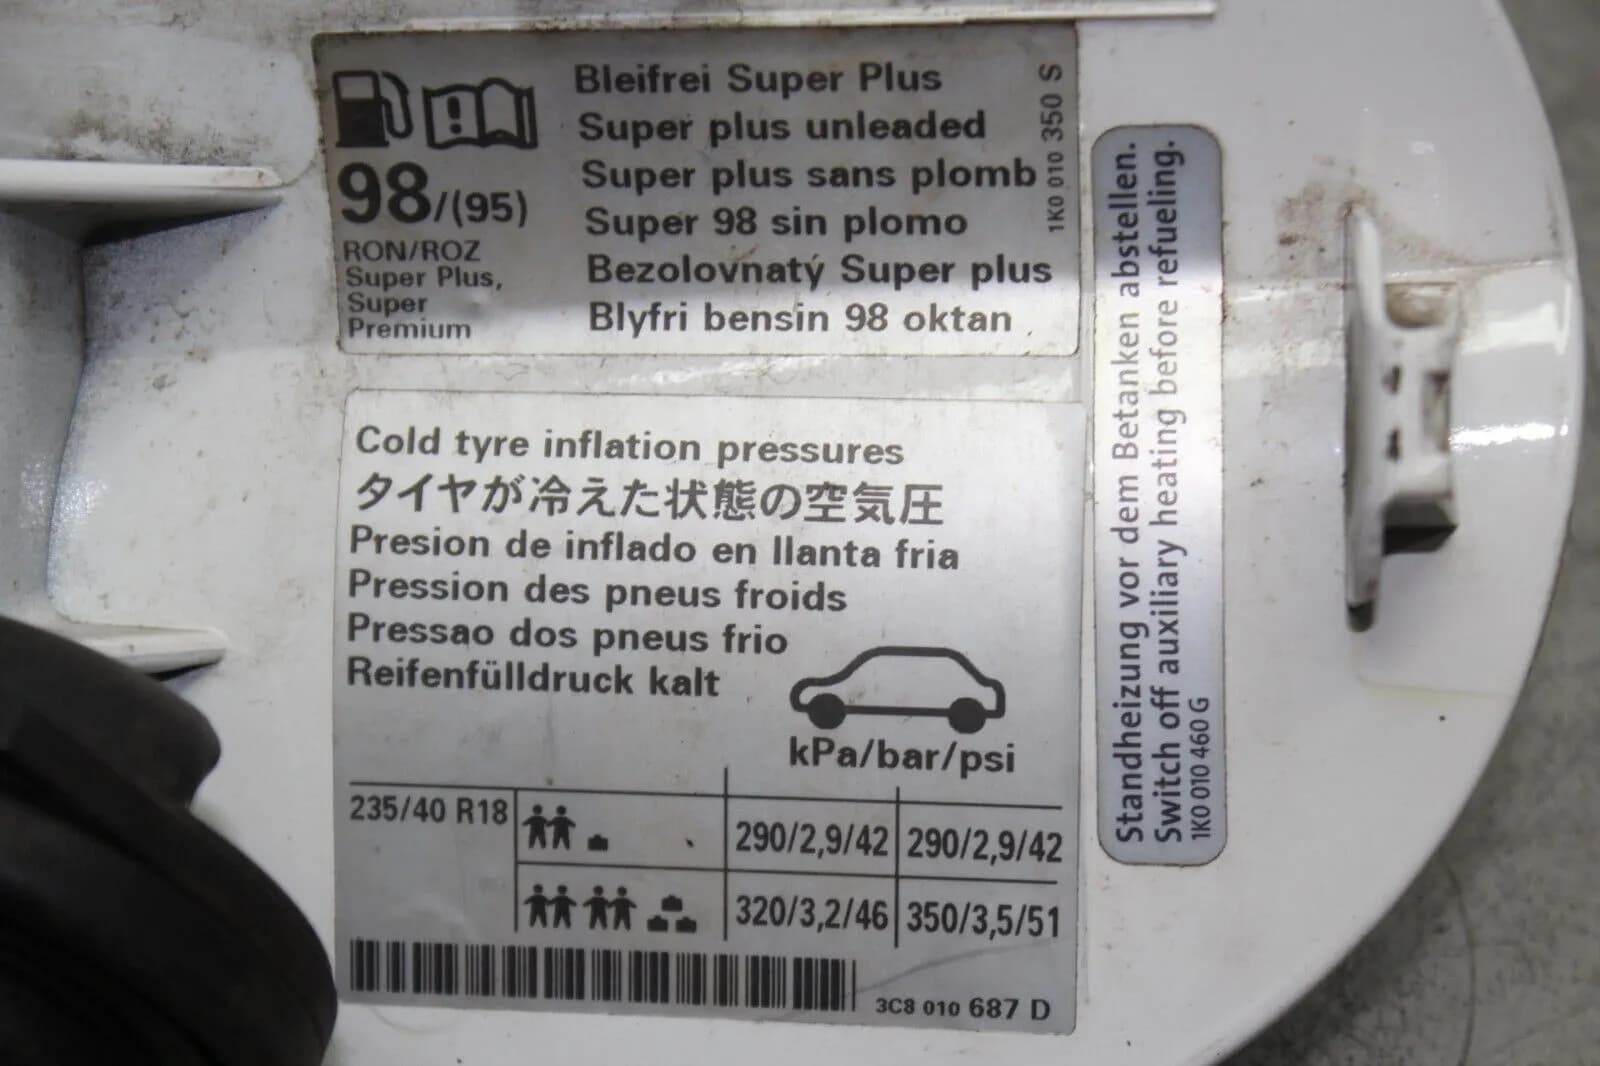 Bleifrei Super Plus
Super plus unleaded
Super plus sans plomb
Super 98 sin plomo
Bezolovnatý Super plus
Blyfri bensin 98 oktan
98/(95)
RON/ROZ
Super Plus,
Super
Premium
1K0 010 350 S
Cold tyre inflation pressures
タイヤが冷えた状態の空気圧
Presion de inflado en llanta fria
Pression des pneus froids
Pressao dos pneus frio
Reifenfülldruck kalt
kPa/bar/psi
235/40 R18 290/2,9/42 290/2,9/42
320/3,2/46 350/3,5/51
3C8 010 687 D
Standheizung vor dem Betanken abstellen.
Switch off auxiliary heating before refueling.
1K0 010 460 G